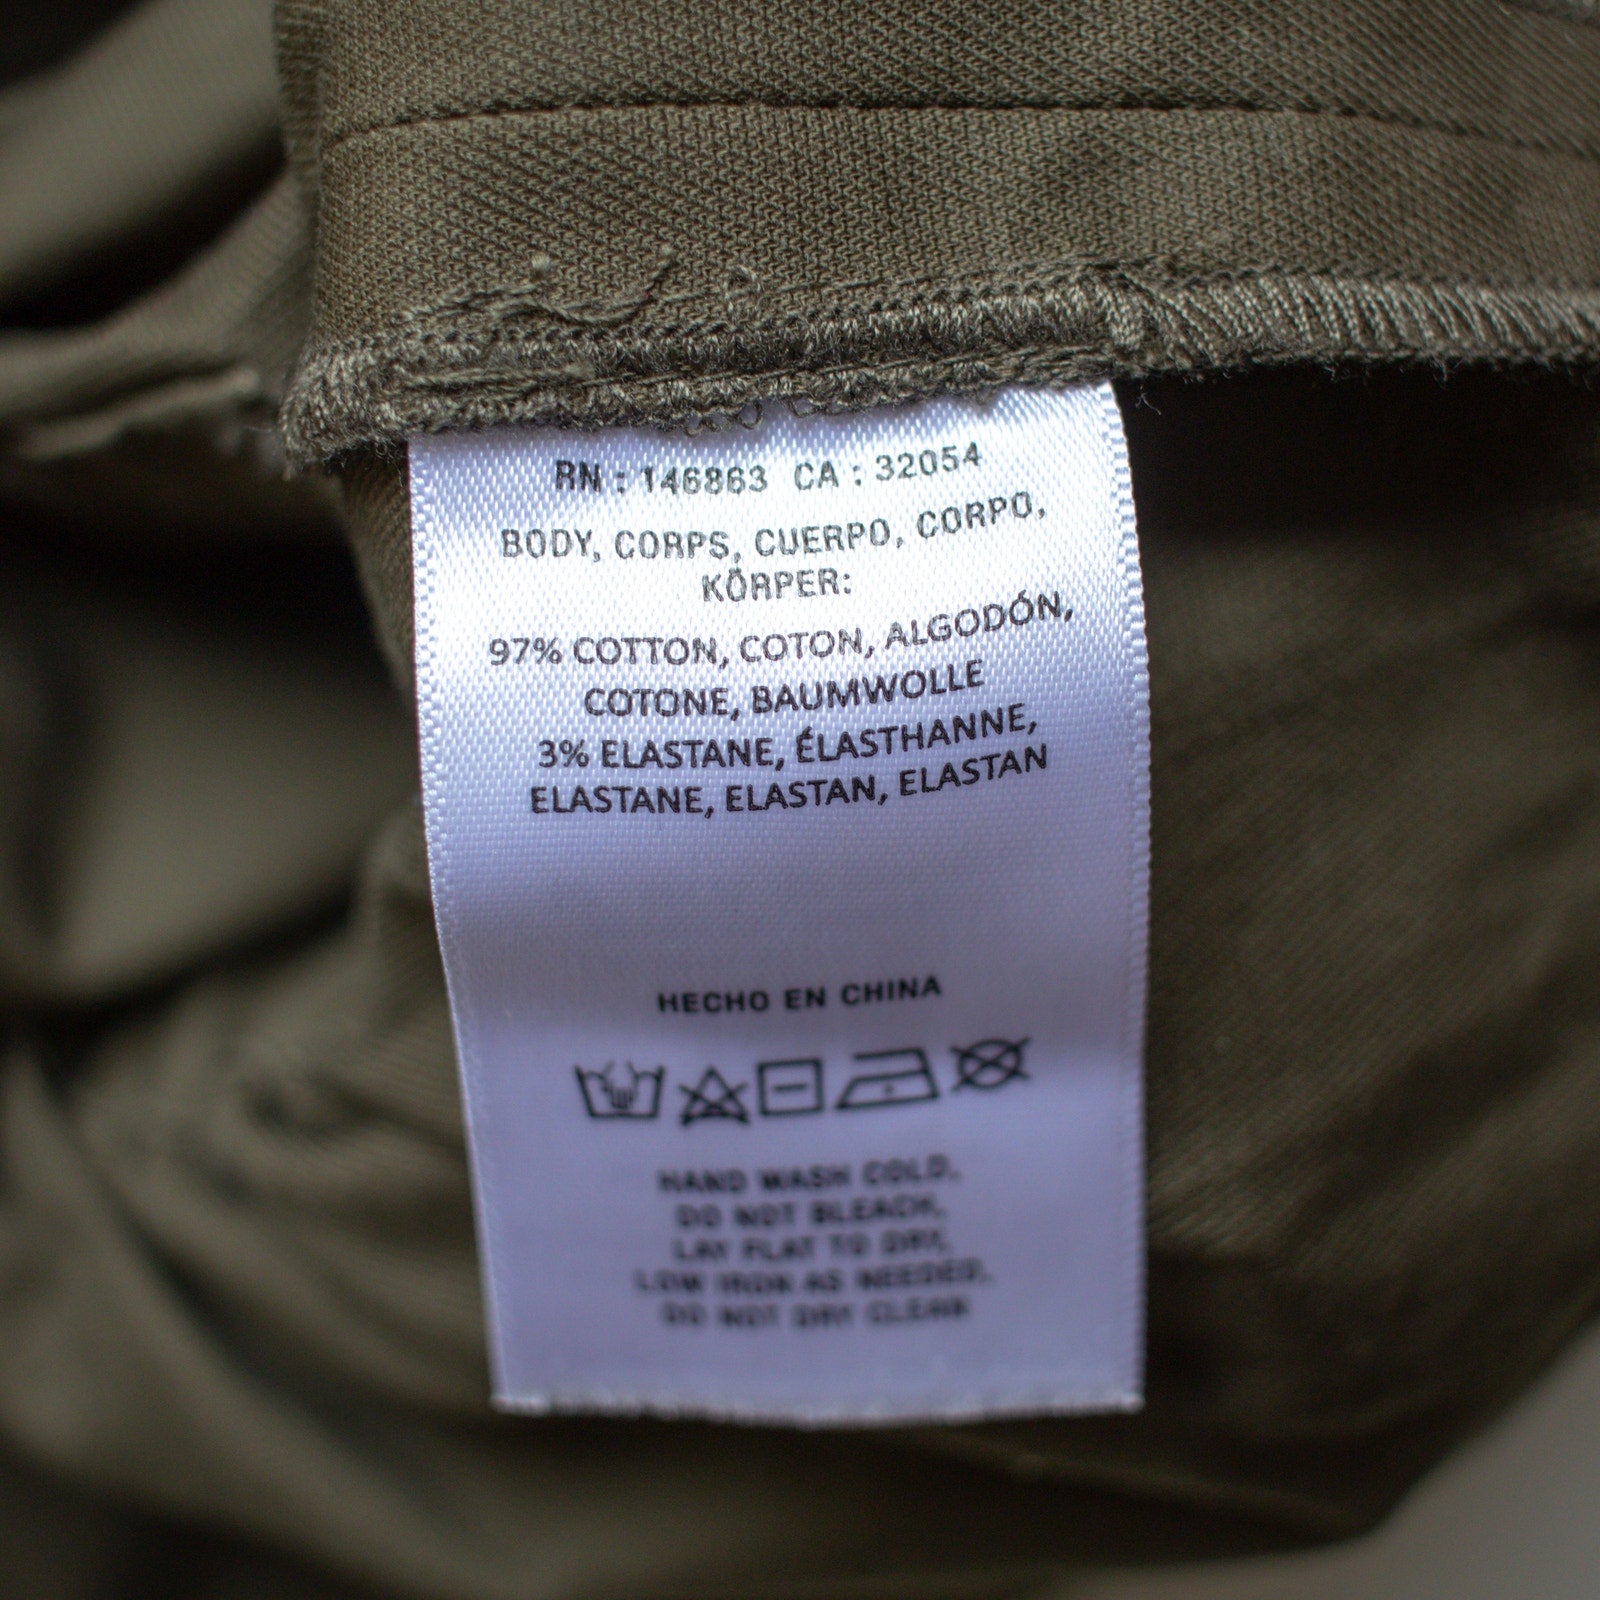 RN : 146863 CA : 32054
BODY, CORPS, CUERPO, CORPO,
KÖRPER:
97% COTTON, COTON, ALGODÓN,
COTONE, BAUMWOLLE
3% ELASTANE, ÉLASTHANNE,
ELASTANE, ELASTAN, ELASTAN
HECHO EN CHINA
HAND WASH COLD,
DO NOT BLEACH,
LAY FLAT TO DRY,
LOW IRON AS NEEDED,
DO NOT DRY CLEAN